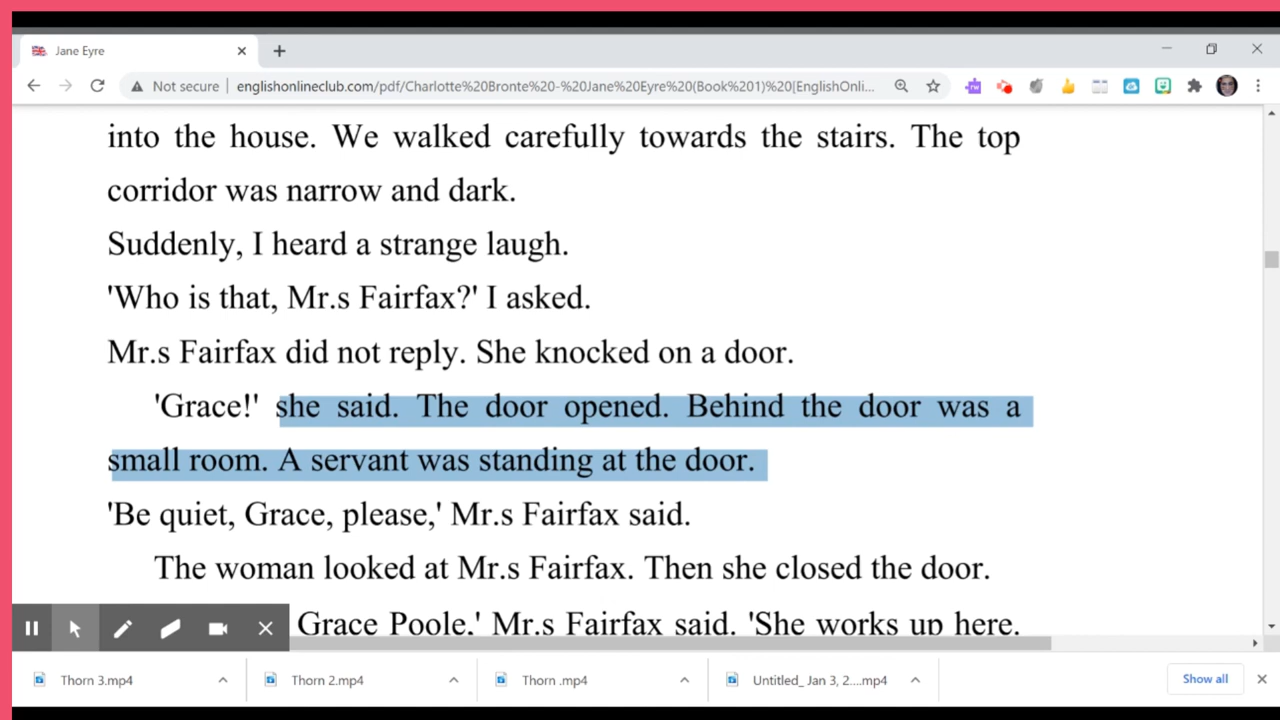 Jane Eyre
Not secure englishonlineclub.com/pdf/Charlotte%20Bronte%20-%20Jane%20Eyre%20(Book%201)%20[EnglishOnli...
into the house. We walked carefully towards the stairs. The top
corridor was narrow and dark.
Suddenly, I heard a strange laugh.
'Who is that, Mr.s Fairfax?' I asked.
Mr.s Fairfax did not reply. She knocked on a door.
'Grace!' she said. The door opened. Behind the door was a
small room. A servant was standing at the door.
'Be quiet, Grace, please,' Mr.s Fairfax said.
The woman looked at Mr.s Fairfax. Then she closed the door.
Grace Poole,' Mr.s Fairfax said. 'She works up here.
Thorn 3.mp4 Thorn 2.mp4 Thorn .mp4 Untitled_ Jan 3, 2....mp4 Show all